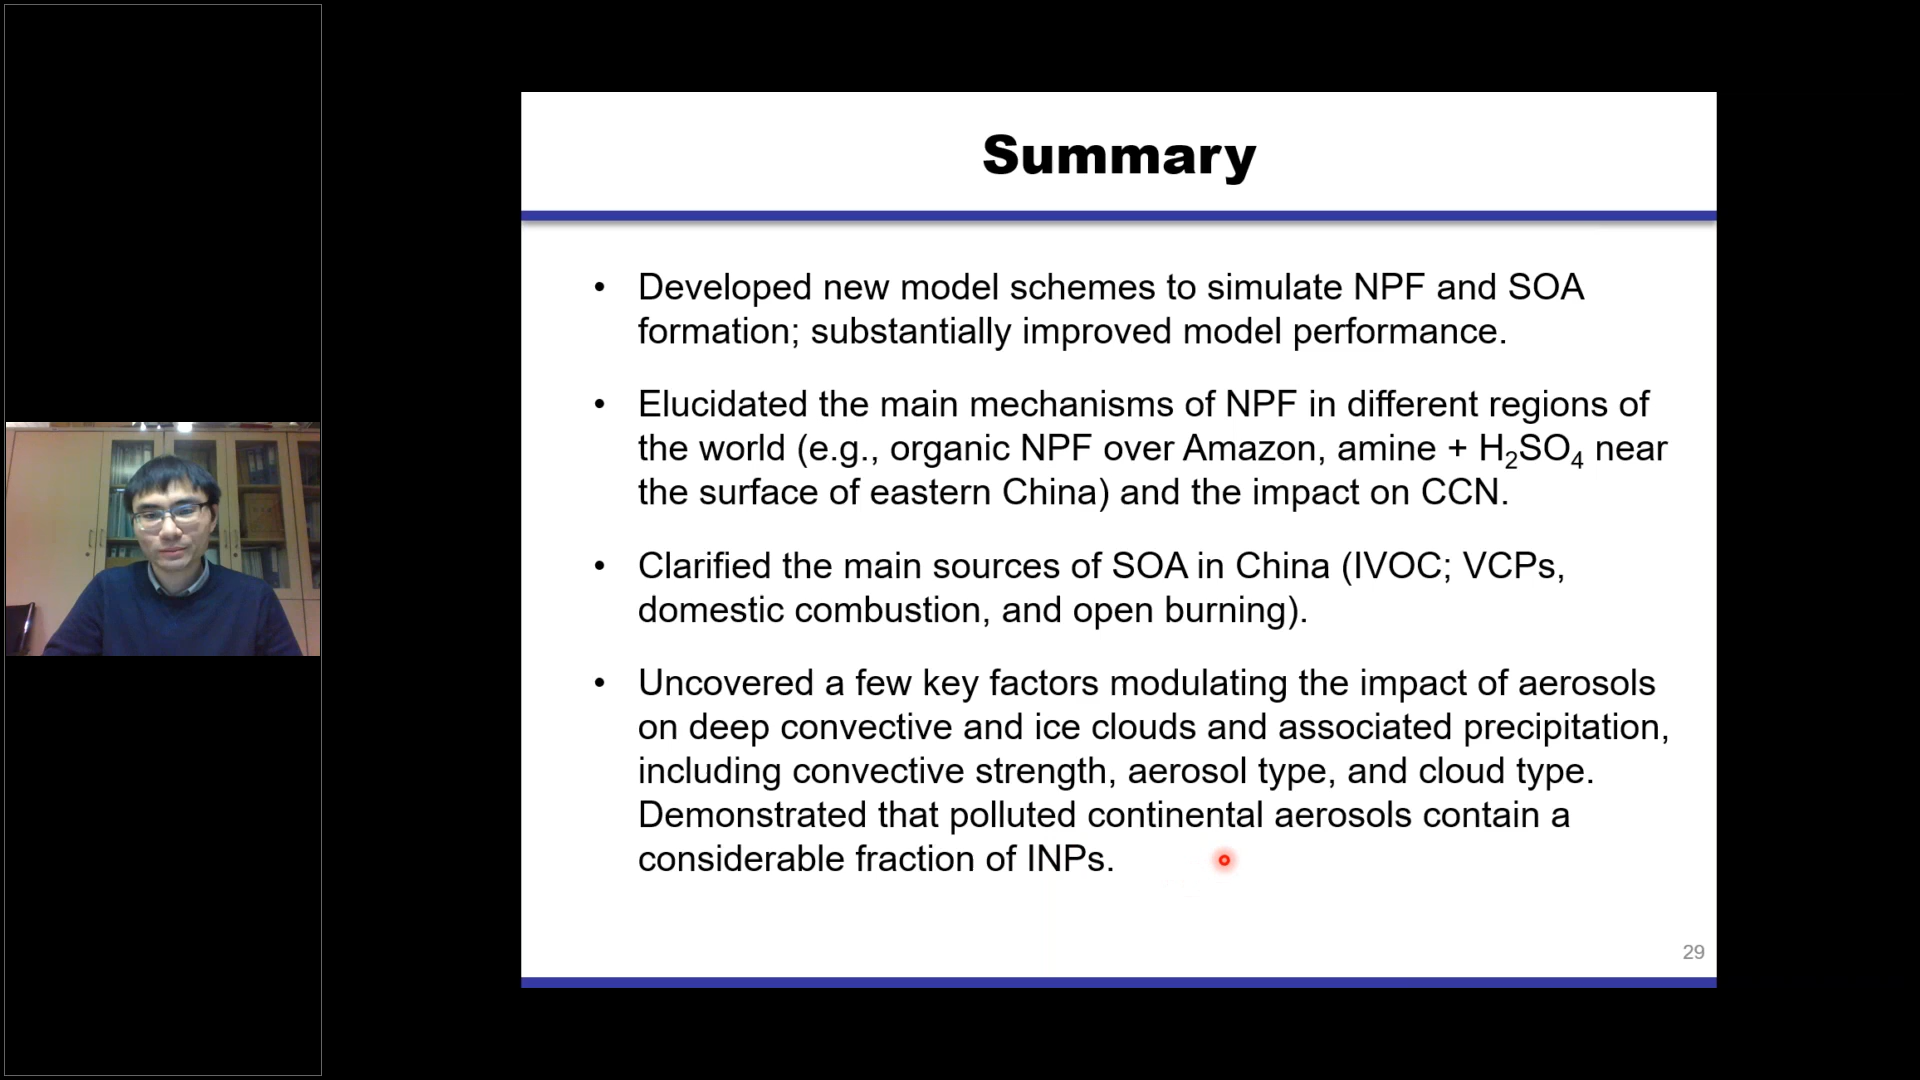 Summary
• Developed new model schemes to simulate NPF and SOA
formation; substantially improved model performance.
• Elucidated the main mechanisms of NPF in different regions of
the world (e.g., organic NPF over Amazon, amine + H₂SO₄ near
the surface of eastern China) and the impact on CCN.
• Clarified the main sources of SOA in China (IVOC; VCPs,
domestic combustion, and open burning).
• Uncovered a few key factors modulating the impact of aerosols
on deep convective and ice clouds and associated precipitation,
including convective strength, aerosol type, and cloud type.
Demonstrated that polluted continental aerosols contain a
considerable fraction of INPs.
29